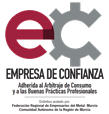 ec
EMPRESA DE CONFIANZA
Adherida al Arbitraje de Consumo
y a las Buenas Prácticas Profesionales
Distintivo avalado por:
Federación Regional de Empresarios del Metal · Murcia
Comunidad Autónoma de la Región de Murcia